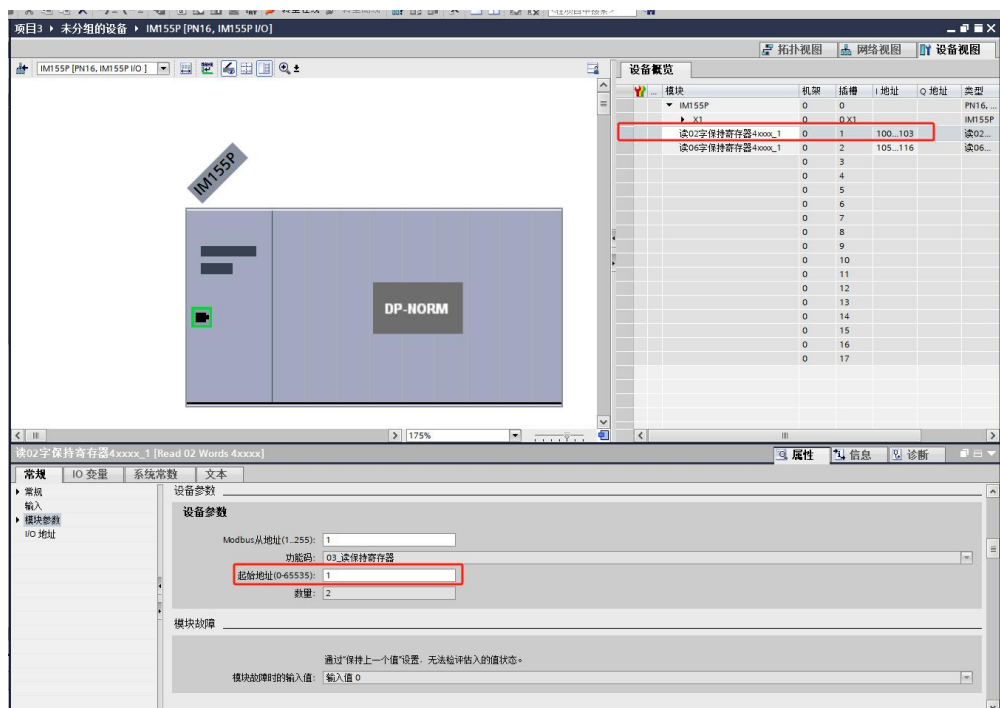 项目3 ▸ 未分组的设备 ▸ IM155P [PN16, IM155P I/O]
拓扑视图 网络视图 设备视图
IM155P [PN16, IM155P I/O ]
设备概览
... 模块 机架 插槽 I 地址 Q 地址 类型
IM155P 0 0 PN16, ...
X1 0 0 X1 IM155P
读02字保持寄存器4xxxx_1 0 1 100...103 读02...
读06字保持寄存器4xxxx_1 0 2 105...116 读06...
0 3
0 4
0 5
0 6
0 7
0 8
0 9
0 10
0 11
0 12
0 13
0 14
0 15
0 16
0 17
IM155P
DP-NORM
175%
读02字保持寄存器4xxxx_1 [Read 02 Words 4xxxx]
属性 信息 诊断
常规 IO 变量 系统常数 文本
常规
输入
模块参数
I/O 地址
设备参数
设备参数
Modbus从地址(1..255): 1
功能码: 03_读保持寄存器
起始地址(0-65535): 1
数量: 2
模块故障
通过"保持上一个值"设置，无法检评估入的值状态。
模块故障时的输入值: 输入值 0